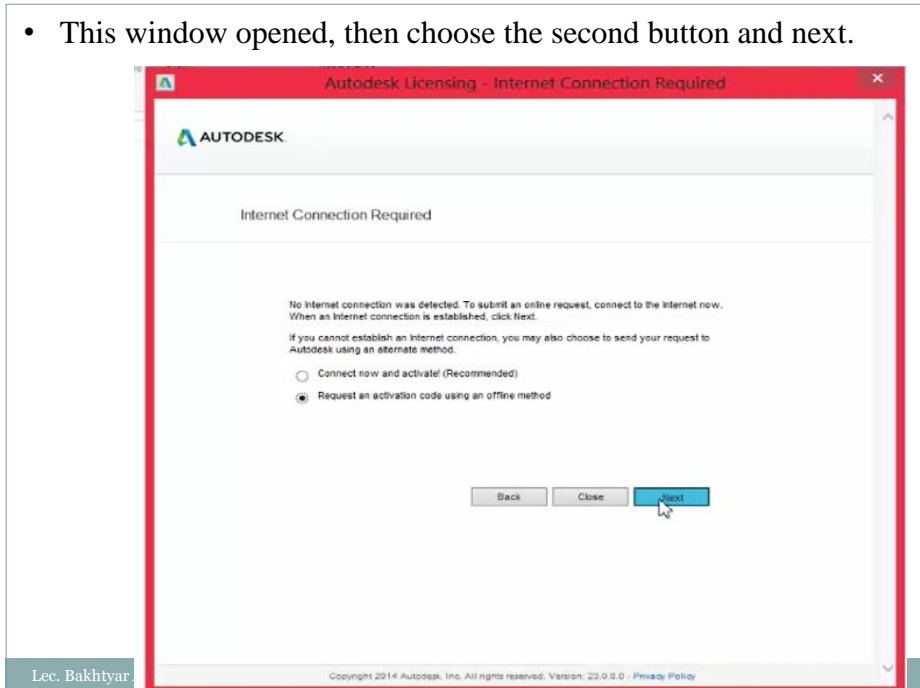 • This window opened, then choose the second button and next.
Autodesk Licensing - Internet Connection Required
AUTODESK.
Internet Connection Required
No internet connection was detected. To submit an online request, connect to the Internet now.
When an Internet connection is established, click Next.
If you cannot establish an Internet connection, you may also choose to send your request to
Autodesk using an alternate method.
Connect now and activate! (Recommended)
Request an activation code using an offline method
Back Close Next
Lec. Bakhtyar
Copyright 2014 Autodesk, Inc. All rights reserved. Version: 23.0.0.0 - Privacy Policy